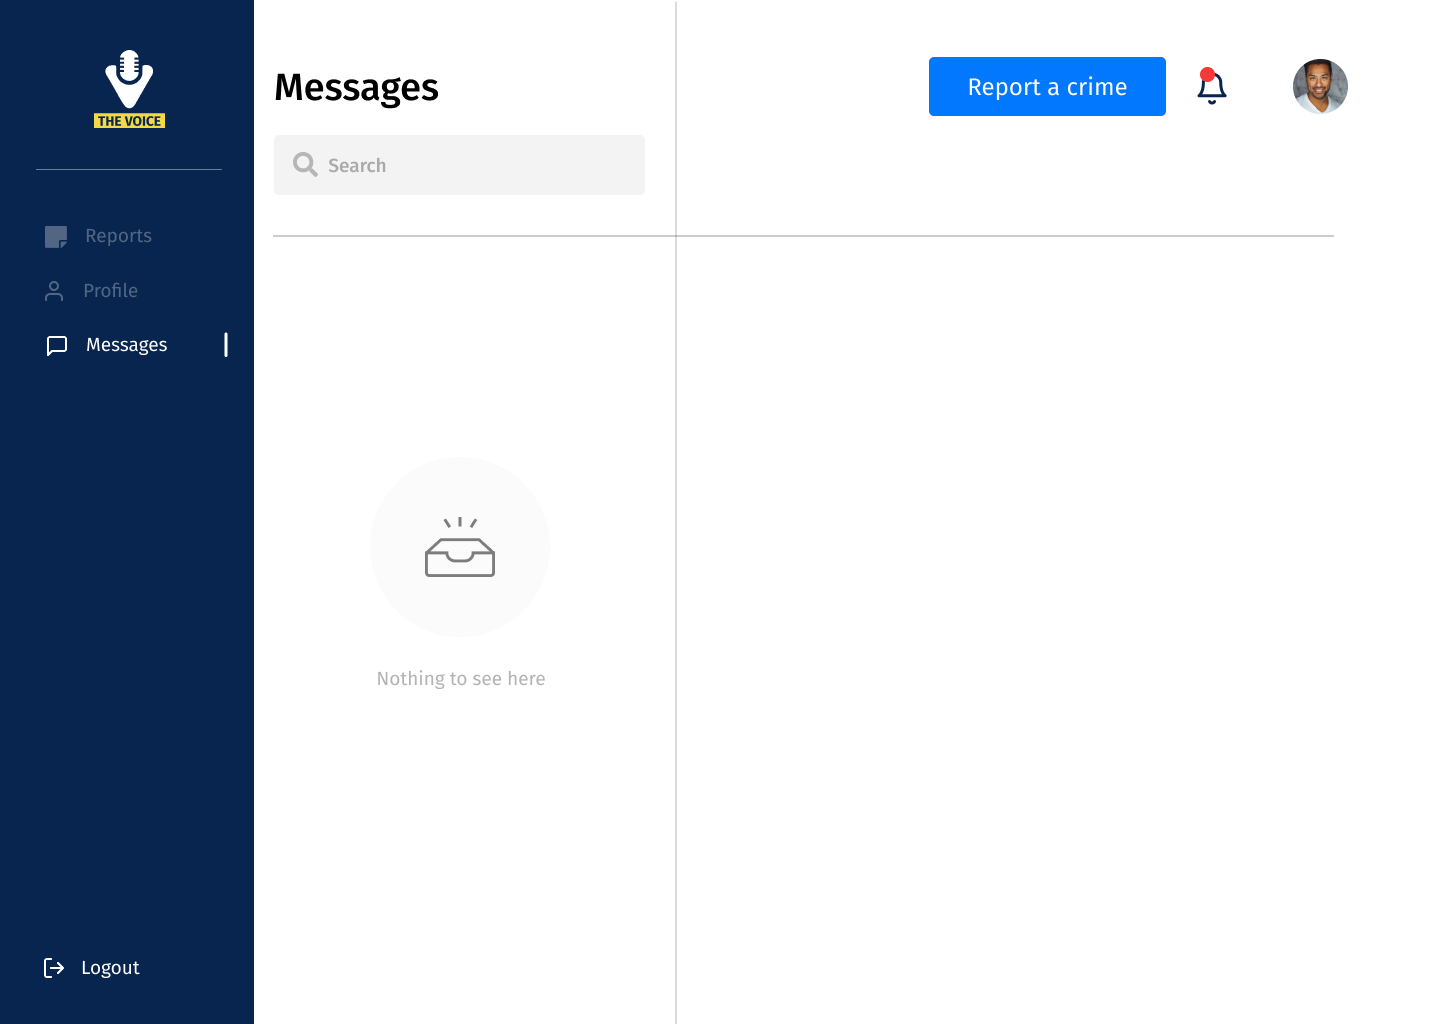 THE VOICE
Reports
Profile
Messages
Logout
Messages
Search
Nothing to see here
Report a crime